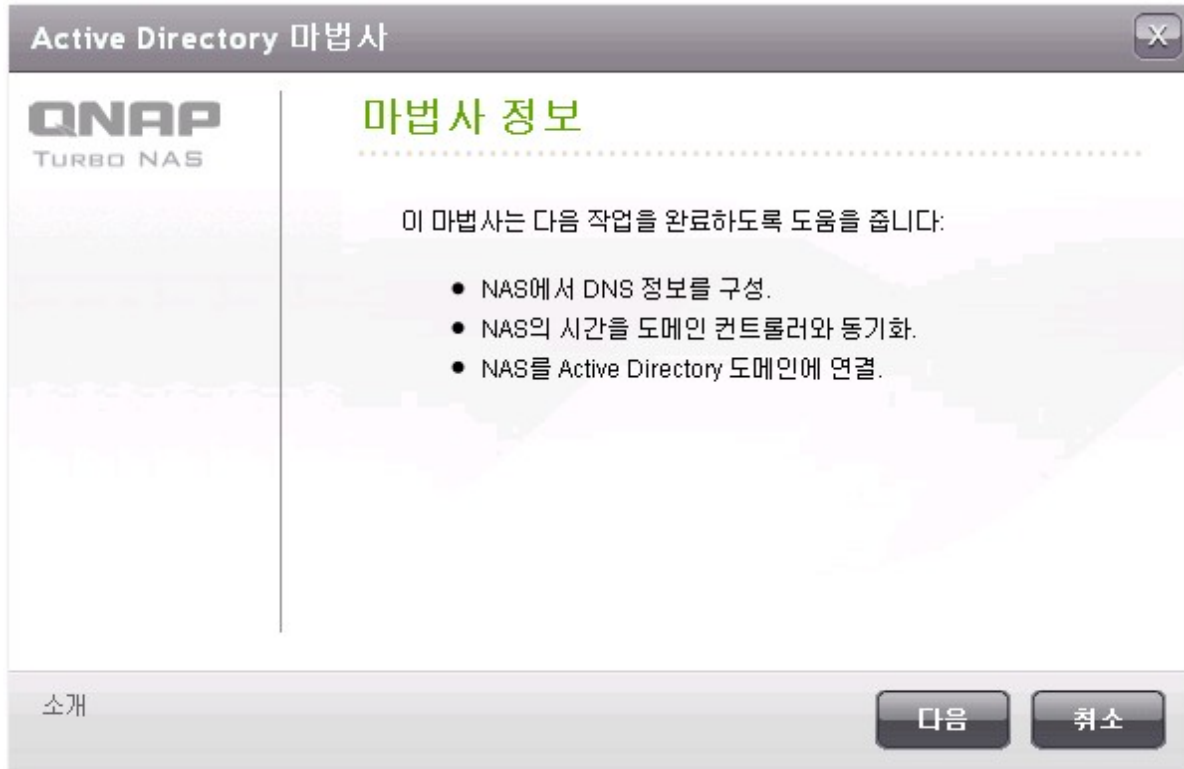 Active Directory 마법사
X
QNAP
TURBO NAS
마법사 정보
이 마법사는 다음 작업을 완료하도록 도움을 줍니다:
● NAS에서 DNS 정보를 구성.
● NAS의 시간을 도메인 컨트롤러와 동기화.
● NAS를 Active Directory 도메인에 연결.
소개
다음
취소